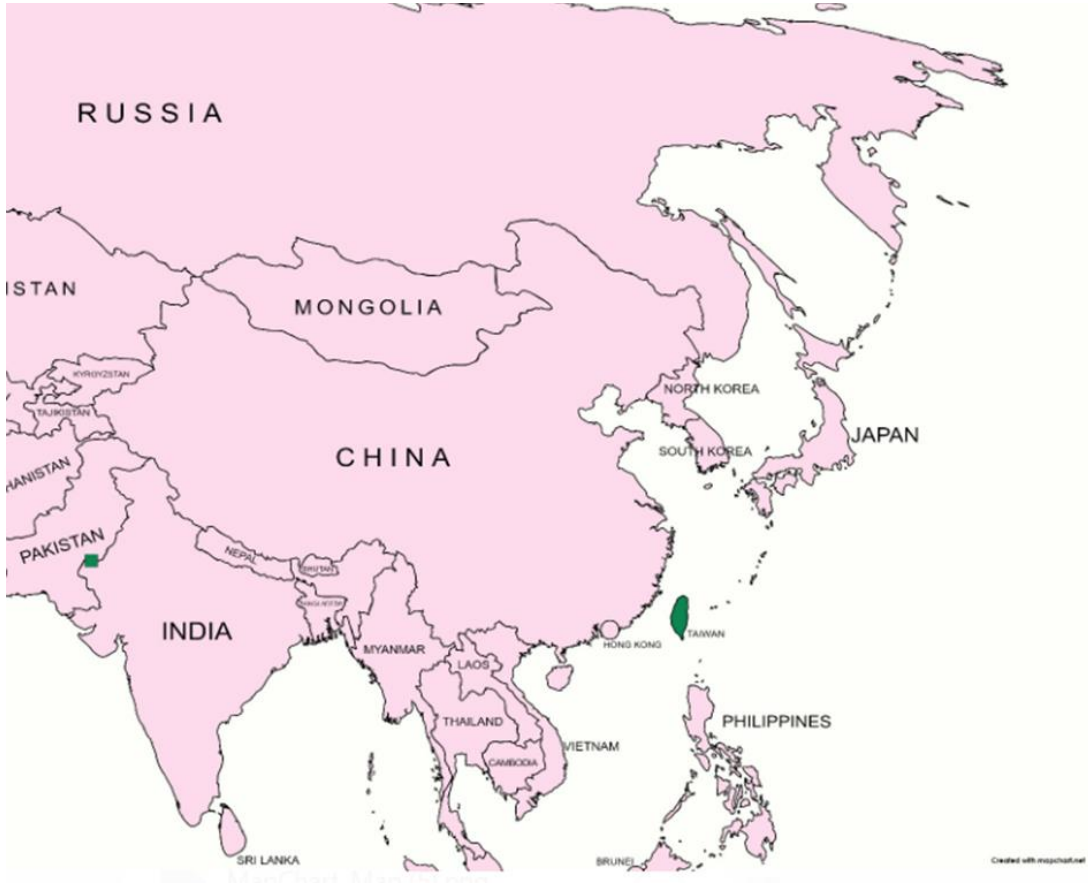 RUSSIA
ISTAN
MONGOLIA
KYRGYZSTAN
NORTH KOREA
TAJIKISTAN
JAPAN
SOUTH KOREA
CHINA
HANISTAN
PAKISTAN
NEPAL
BHUTAN
INDIA
TAIWAN
HONG KONG
MYANMAR
LAOS
THAILAND
PHILIPPINES
VIETNAM
CAMBODIA
SRI LANKA
BRUNEI
Created with mapchart.net